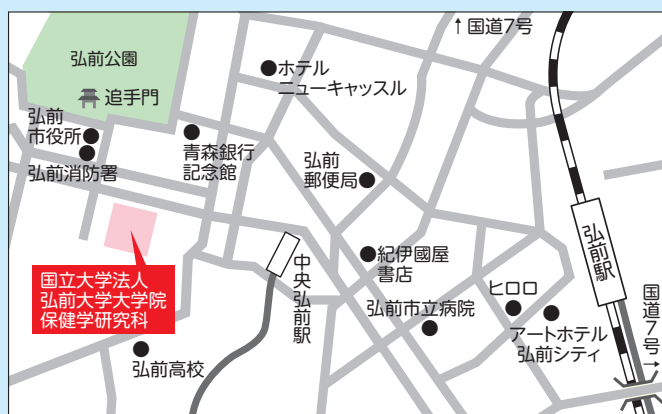 ↑国道7号
弘前公園
追手門
ホテル
ニューキャッスル
弘前
市役所
弘前消防署
青森銀行
記念館
弘前
郵便局
国立大学法人
弘前大学大学院
保健学研究科
中央弘前駅
紀伊國屋
書店
弘前駅
ヒロロ
弘前市立病院
アートホテル
弘前シティ
国道7号→
弘前高校